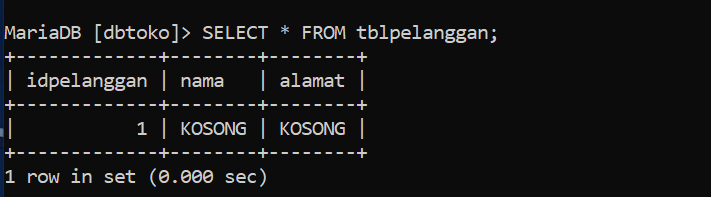 MariaDB [dbtoko]> SELECT * FROM tblpelanggan;
+-------------+--------+--------+
| idpelanggan | nama   | alamat |
+-------------+--------+--------+
|           1 | KOSONG | KOSONG |
+-------------+--------+--------+
1 row in set (0.000 sec)